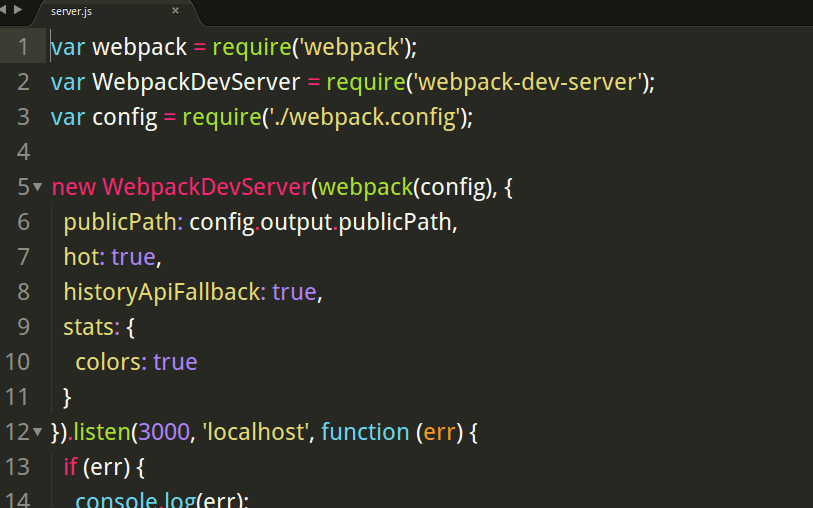 server.js ×
1 var webpack = require('webpack');
2 var WebpackDevServer = require('webpack-dev-server');
3 var config = require('./webpack.config');
4
5 new WebpackDevServer(webpack(config), {
6 publicPath: config.output.publicPath,
7 hot: true,
8 historyApiFallback: true,
9 stats: {
10 colors: true
11 }
12 }).listen(3000, 'localhost', function (err) {
13 if (err) {
14 console.log(err);